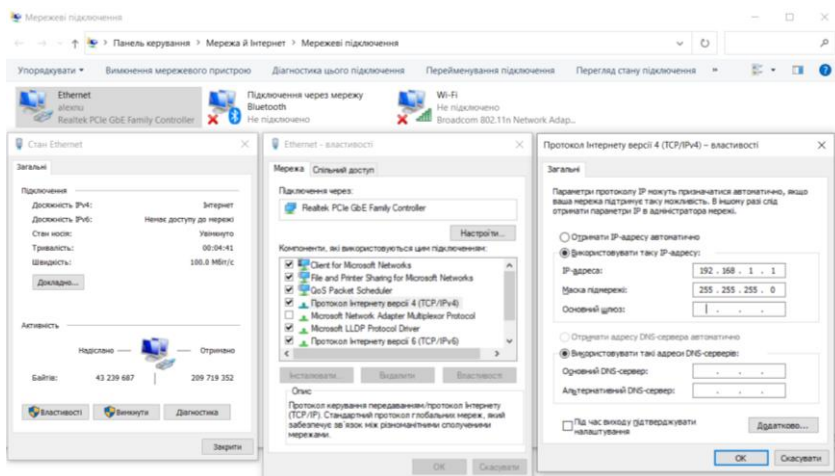 Мережеві підключення
Панель керування > Мережа й Інтернет > Мережеві підключення
Упорядкувати Вимкнення мережевого пристрою Діагностика цього підключення Перейменування підключення Перегляд стану підключення »
Ethernet
alexnu
Realtek PCIe GbE Family Controller
Підключення через мережу
Bluetooth
Не підключено
Wi-Fi
Не підключено
Broadcom 802.11n Network Adap...
Стан Ethernet
Загальні
Підключення
Досяжність IPv4: Інтернет
Досяжність IPv6: Немає доступу до мережі
Стан носія: Увімкнуто
Тривалість: 00:04:41
Швидкість: 100.0 Мбіт/с
Докладно...
Активність
Надіслано — — Отримано
Байтів: 43 239 687 | 209 719 352
Властивості Вимкнути Діагностика
Закрити
Ethernet - властивості
Мережа Спільний доступ
Підключення через:
Realtek PCIe GbE Family Controller
Настроїти...
Компоненти, які використовуються цим підключенням:
Client for Microsoft Networks
File and Printer Sharing for Microsoft Networks
QoS Packet Scheduler
Протокол Інтернету версії 4 (TCP/IPv4)
Microsoft Network Adapter Multiplexor Protocol
Microsoft LLDP Protocol Driver
Протокол Інтернету версії 6 (TCP/IPv6)
Інсталювати... Видалити Властивості
Опис
Протокол керування передаванням/протокол Інтернету
(TCP/IP). Стандартний протокол глобальних мереж, який
забезпечує зв'язок між різноманітними сполученими
мережами.
OK Скасувати
Протокол Інтернету версії 4 (TCP/IPv4) – властивості
Загальні
Параметри протоколу IP можуть призначатися автоматично, якщо
ваша мережа підтримує таку можливість. В іншому разі слід
отримати параметри IP в адміністратора мережі.
Отримати IP-адресу автоматично
Використовувати таку IP-адресу:
IP-адреса: 192 . 168 . 1 . 1
Маска підмережі: 255 . 255 . 255 . 0
Основний шлюз: . . .
Отримати адресу DNS-сервера автоматично
Використовувати такі адреси DNS-серверів:
Основний DNS-сервер: . . .
Альтернативний DNS-сервер: . . .
Під час виходу підтверджувати
налаштування
Додатково...
OK Скасувати